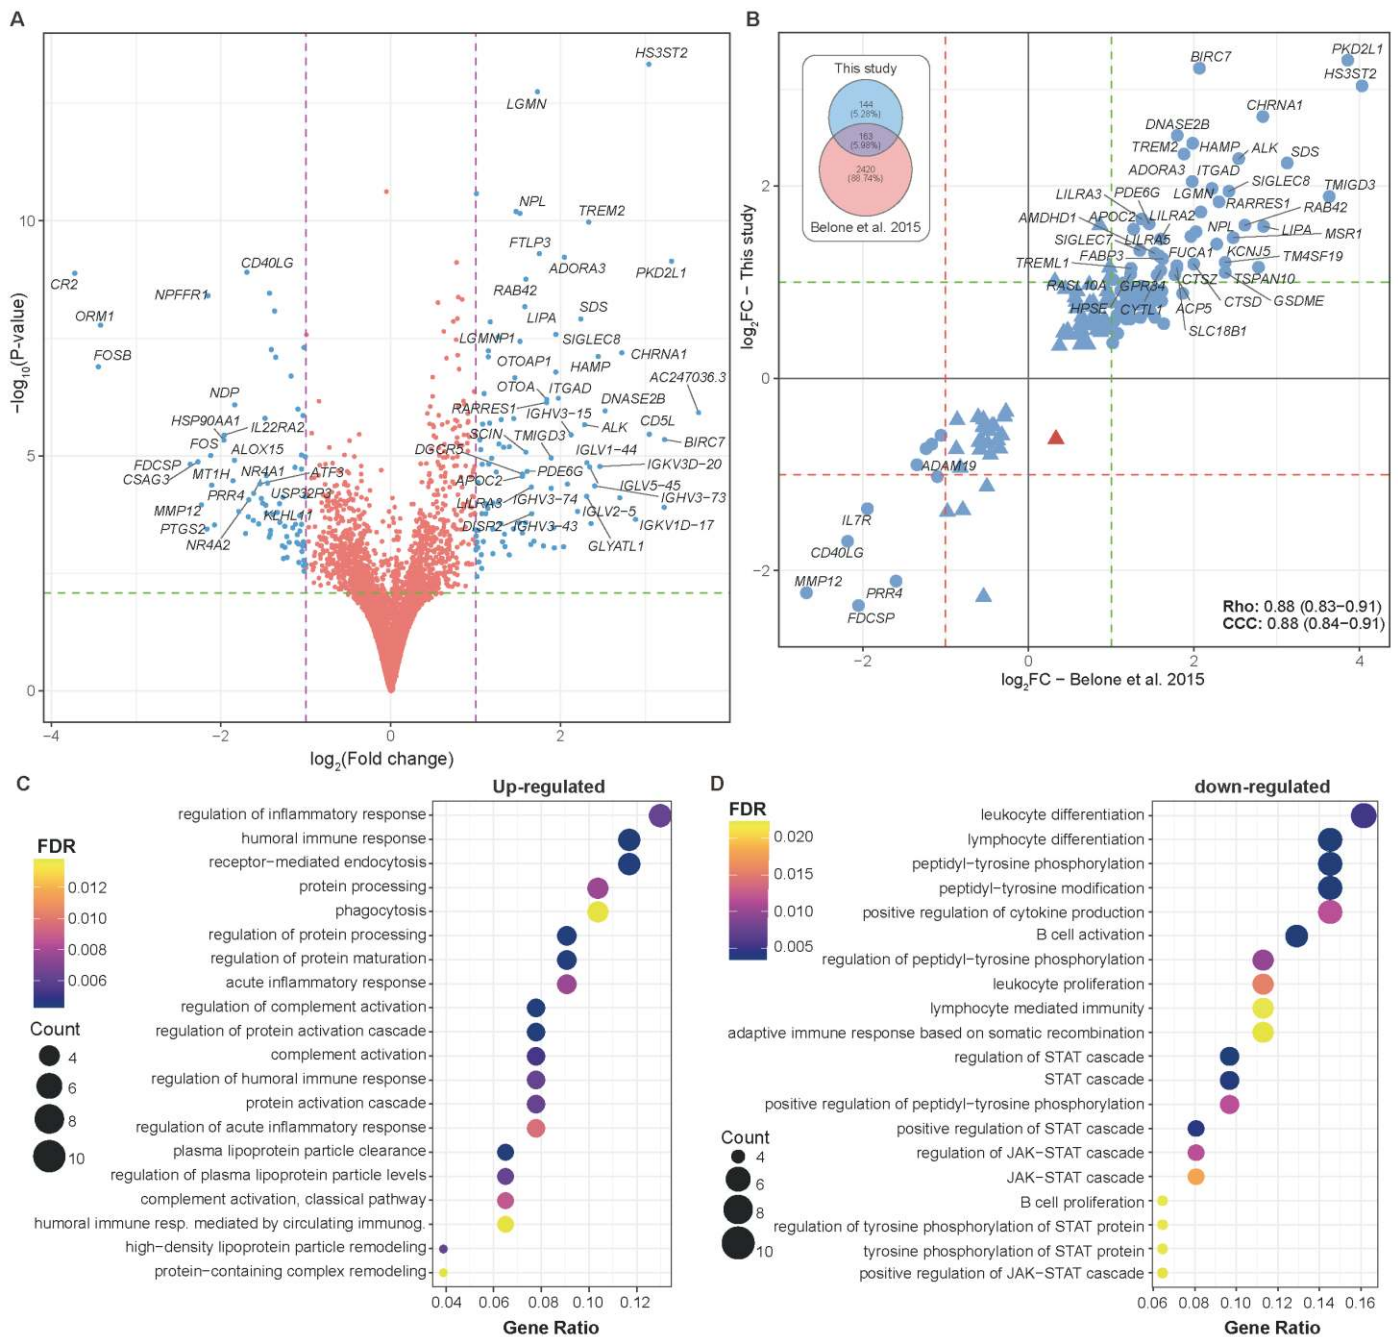 A
HS3ST2
LGMN
NPL
TREM2
FTLP3
CD40LG
ADORA3
PKD2L1
CR2
NPFFR1
RAB42
ORM1
LIPA
SDS
LGMNP1
SIGLEC8
CHRNA1
FOSB
OTOAP1
HAMP
AC247036.3
NDP
OTOA
ITGAD
DNASE2B
HSP90AA1
IL22RA2
RARRES1
IGHV3−15
ALK
CD5L
FOS
ALOX15
SCIN
TMIGD3
IGLV1−44
BIRC7
FDCSP
NR4A1
ATF3
DGCR5
PDE6G
IGKV3D−20
CSAG3
MT1H
APOC2
IGLV5−45
PRR4
USP32P3
LILRA3
IGHV3−74
IGHV3−73
MMP12
KLHL11
IGLV2−5
PTGS2
DISP2
IGHV3−43
IGKV1D−17
NR4A2
GLYATL1
10
5
0
−4
−2
0
2
−log10(P-value)
log2(Fold change)
B
This study
144
(5.28%)
163
(5.98%)
2420
(88.74%)
Belone et al. 2015
BIRC7
PKD2L1
HS3ST2
CHRNA1
DNASE2B
TREM2
HAMP
ALK
SDS
ADORA3
ITGAD
SIGLEC8
TMIGD3
LILRA3
PDE6G
LGMN
RARRES1
RAB42
AMDHD1
APOC2
LILRA2
NPL
LIPA
MSR1
SIGLEC7
LILRA5
FUCA1
KCNJ5
TREML1
FABP3
TM4SF19
RASL10A
GPR34
CTSZ
TSPAN10
HPSE
CYTL1
ACP5
CTSD
GSDME
SLC18B1
ADAM19
IL7R
CD40LG
MMP12
PRR4
FDCSP
Rho: 0.88 (0.83−0.91)
CCC: 0.88 (0.84−0.91)
2
0
−2
−2
0
2
4
log2FC − This study
log2FC − Belone et al. 2015
C
Up-regulated
regulation of inflammatory response
humoral immune response
receptor-mediated endocytosis
protein processing
phagocytosis
regulation of protein processing
regulation of protein maturation
acute inflammatory response
regulation of complement activation
regulation of protein activation cascade
complement activation
regulation of humoral immune response
protein activation cascade
regulation of acute inflammatory response
plasma lipoprotein particle clearance
regulation of plasma lipoprotein particle levels
complement activation, classical pathway
humoral immune resp. mediated by circulating immunog.
high-density lipoprotein particle remodeling
protein−containing complex remodeling
FDR
0.012
0.010
0.008
0.006
Count
4
6
8
10
0.04 0.06 0.08 0.10 0.12
Gene Ratio
D
down-regulated
leukocyte differentiation
lymphocyte differentiation
peptidyl-tyrosine phosphorylation
peptidyl-tyrosine modification
positive regulation of cytokine production
B cell activation
regulation of peptidyl-tyrosine phosphorylation
leukocyte proliferation
lymphocyte mediated immunity
adaptive immune response based on somatic recombination
regulation of STAT cascade
STAT cascade
positive regulation of peptidyl-tyrosine phosphorylation
positive regulation of STAT cascade
regulation of JAK−STAT cascade
JAK−STAT cascade
B cell proliferation
regulation of tyrosine phosphorylation of STAT protein
tyrosine phosphorylation of STAT protein
positive regulation of JAK−STAT cascade
FDR
0.020
0.015
0.010
0.005
Count
4
6
8
10
0.06 0.08 0.10 0.12 0.14 0.16
Gene Ratio